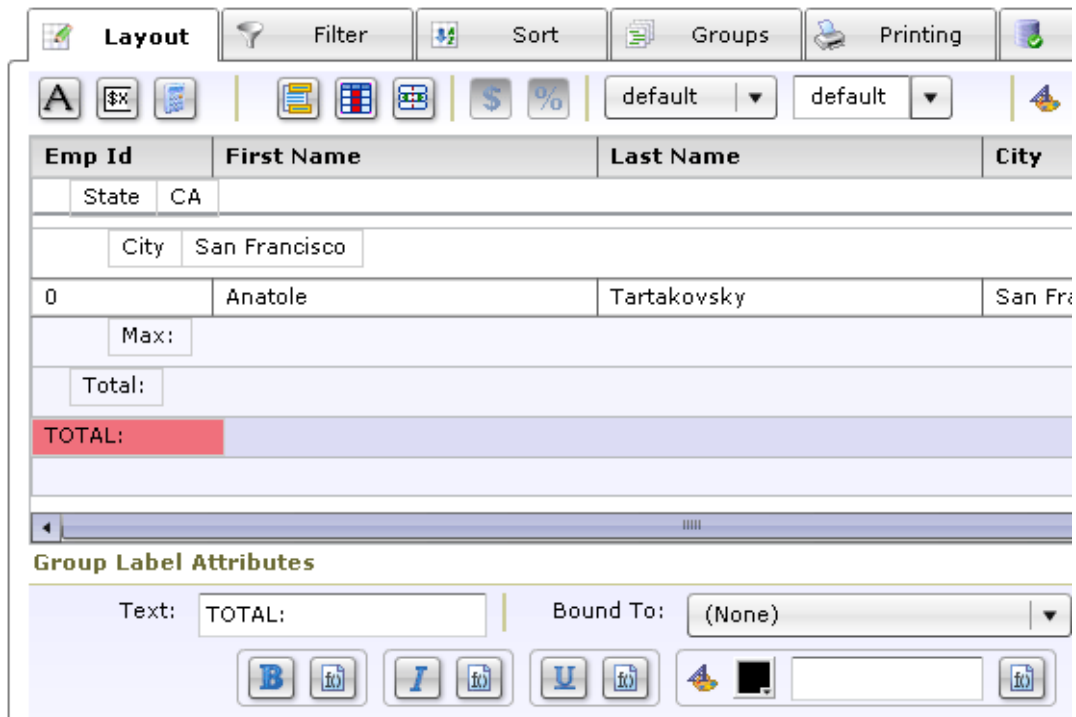 Layout Filter Sort Groups Printing
A $x $ % default default
Emp Id First Name Last Name City
State CA
City San Francisco
0 Anatole Tartakovsky San Fra
Max:
Total:
TOTAL:
Group Label Attributes
Text: TOTAL: Bound To: (None)
B f() I f() U f() f()